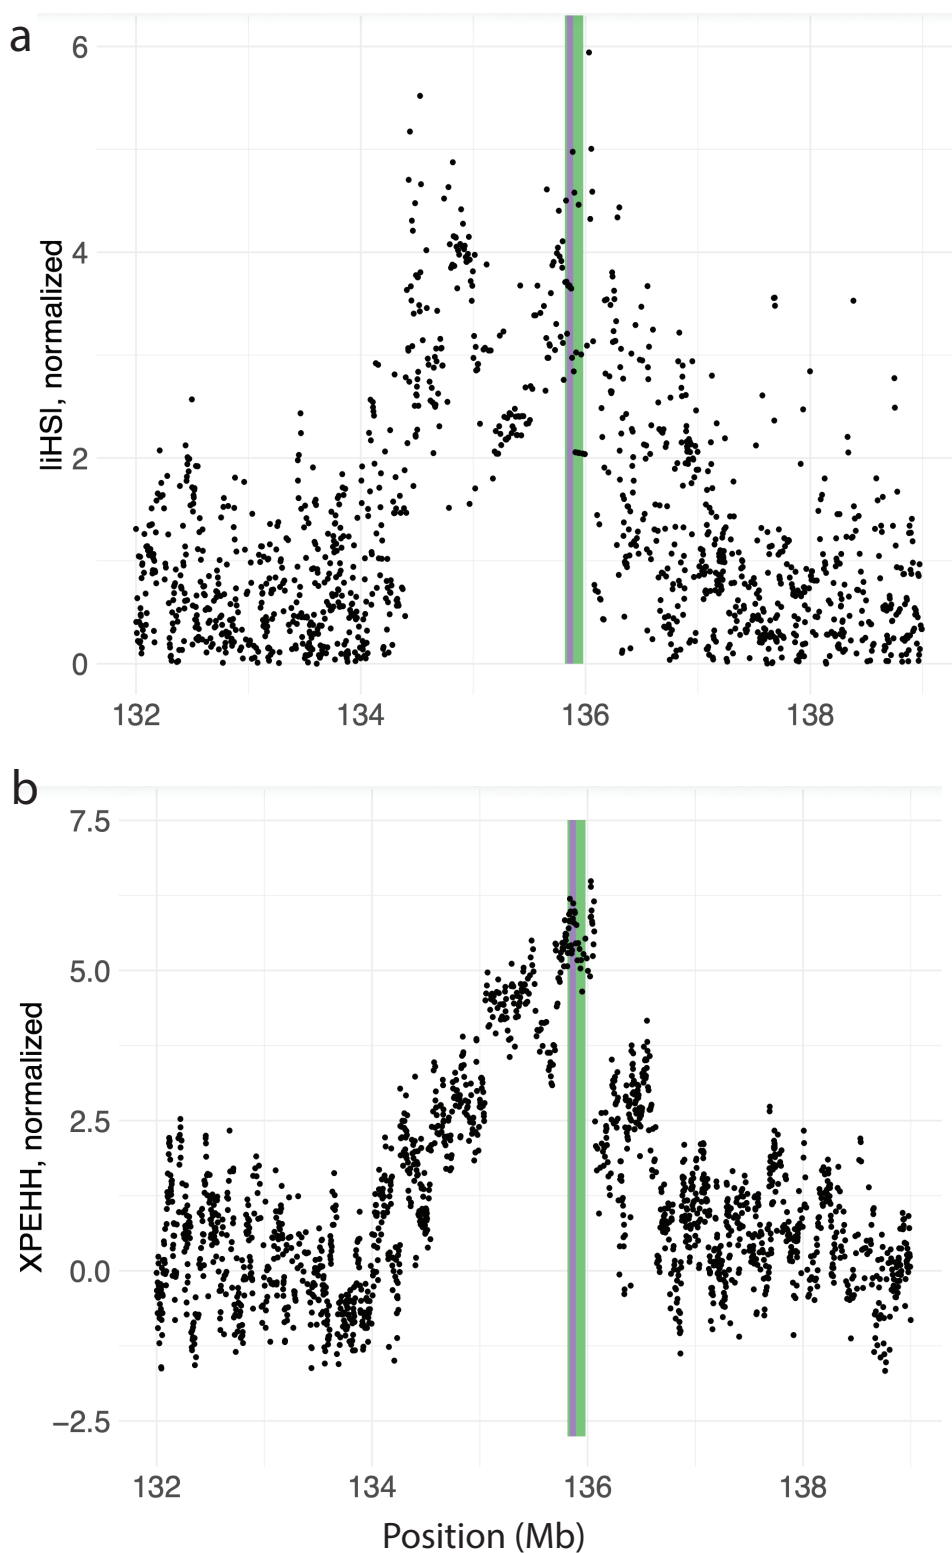 a
6
4
2
0
|iHS|, normalized
132 134 136 138
b
7.5
5.0
2.5
0.0
−2.5
XPEHH, normalized
132 134 136 138
Position (Mb)